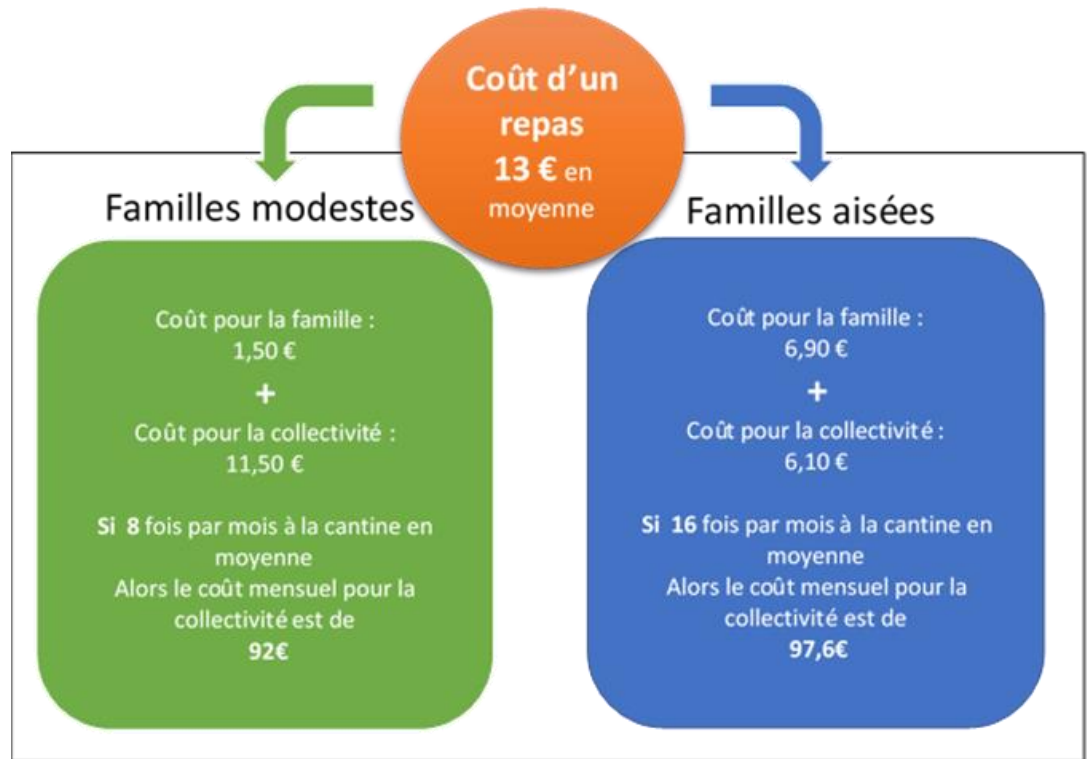 Coût d’un
repas
13 € en
moyenne
Familles modestes
Coût pour la famille :
1,50 €
+
Coût pour la collectivité :
11,50 €
Si 8 fois par mois à la cantine en
moyenne
Alors le coût mensuel pour la
collectivité est de
92€
Familles aisées
Coût pour la famille :
6,90 €
+
Coût pour la collectivité :
6,10 €
Si 16 fois par mois à la cantine en
moyenne
Alors le coût mensuel pour la
collectivité est de
97,6€